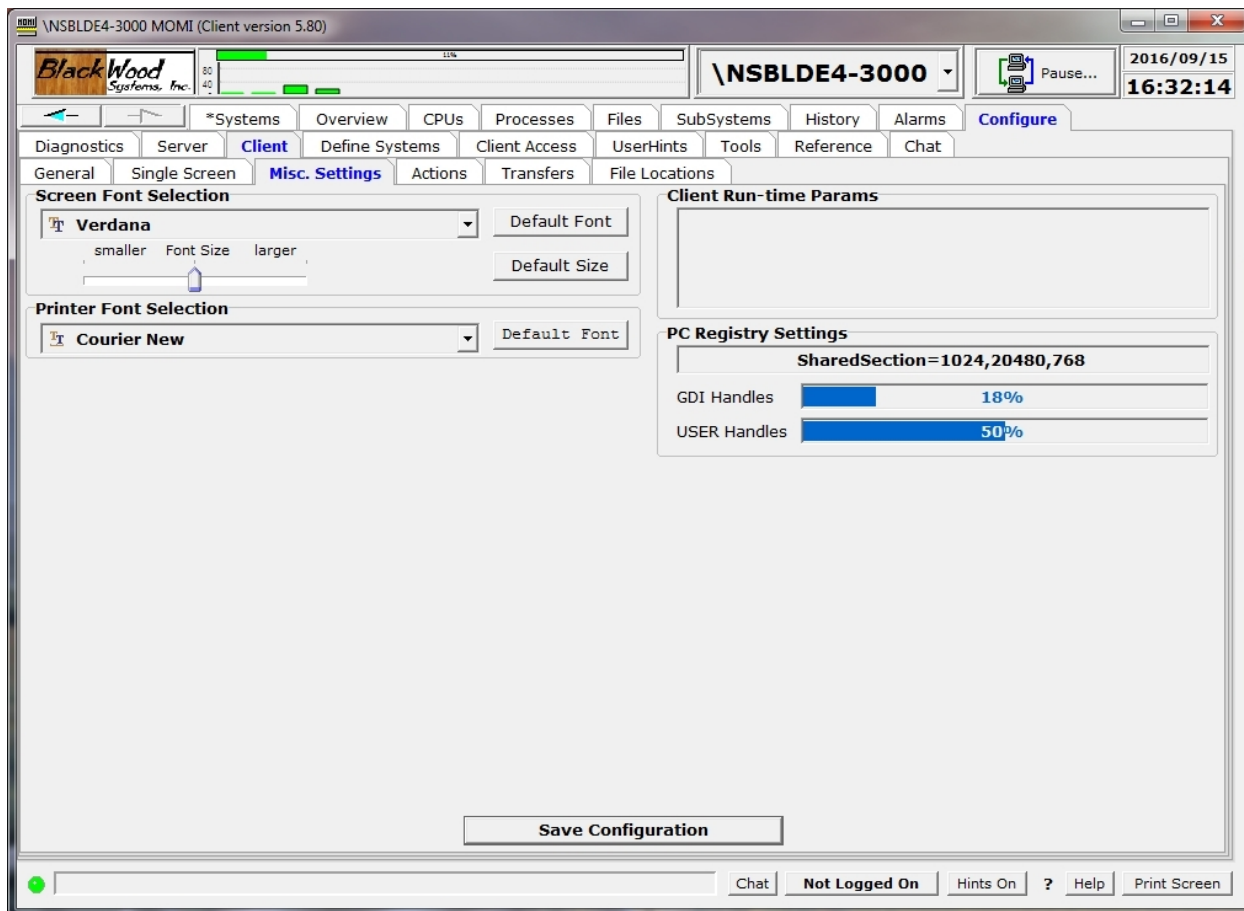 \NSBLDE4-3000 MOMI (Client version 5.80)
BlackWood
Systems, Inc.
80
40
11%
\NSBLDE4-3000
Pause...
2016/09/15
16:32:14
*Systems Overview CPUs Processes Files SubSystems History Alarms Configure
Diagnostics Server Client Define Systems Client Access UserHints Tools Reference Chat
General Single Screen Misc. Settings Actions Transfers File Locations
Screen Font Selection
Verdana
Default Font
smaller Font Size larger
Default Size
Printer Font Selection
Courier New
Default Font
Client Run-time Params
PC Registry Settings
SharedSection=1024,20480,768
GDI Handles 18%
USER Handles 50%
Save Configuration
Chat Not Logged On Hints On ? Help Print Screen